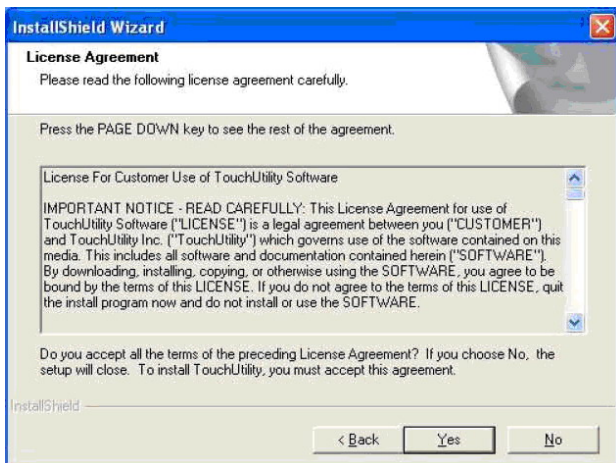 InstallShield Wizard
License Agreement
Please read the following license agreement carefully.
Press the PAGE DOWN key to see the rest of the agreement.
License For Customer Use of TouchUtility Software
IMPORTANT NOTICE - READ CAREFULLY: This License Agreement for use of
TouchUtility Software ("LICENSE") is a legal agreement between you ("CUSTOMER")
and TouchUtility Inc. ("TouchUtility") which governs use of the software contained on this
media. This includes all software and documentation contained herein ("SOFTWARE").
By downloading, installing, copying, or otherwise using the SOFTWARE, you agree to be
bound by the terms of this LICENSE. If you do not agree to the terms of this LICENSE, quit
the install program now and do not install or use the SOFTWARE.
Do you accept all the terms of the preceding License Agreement? If you choose No, the
setup will close. To install TouchUtility, you must accept this agreement.
InstallShield
< Back Yes No